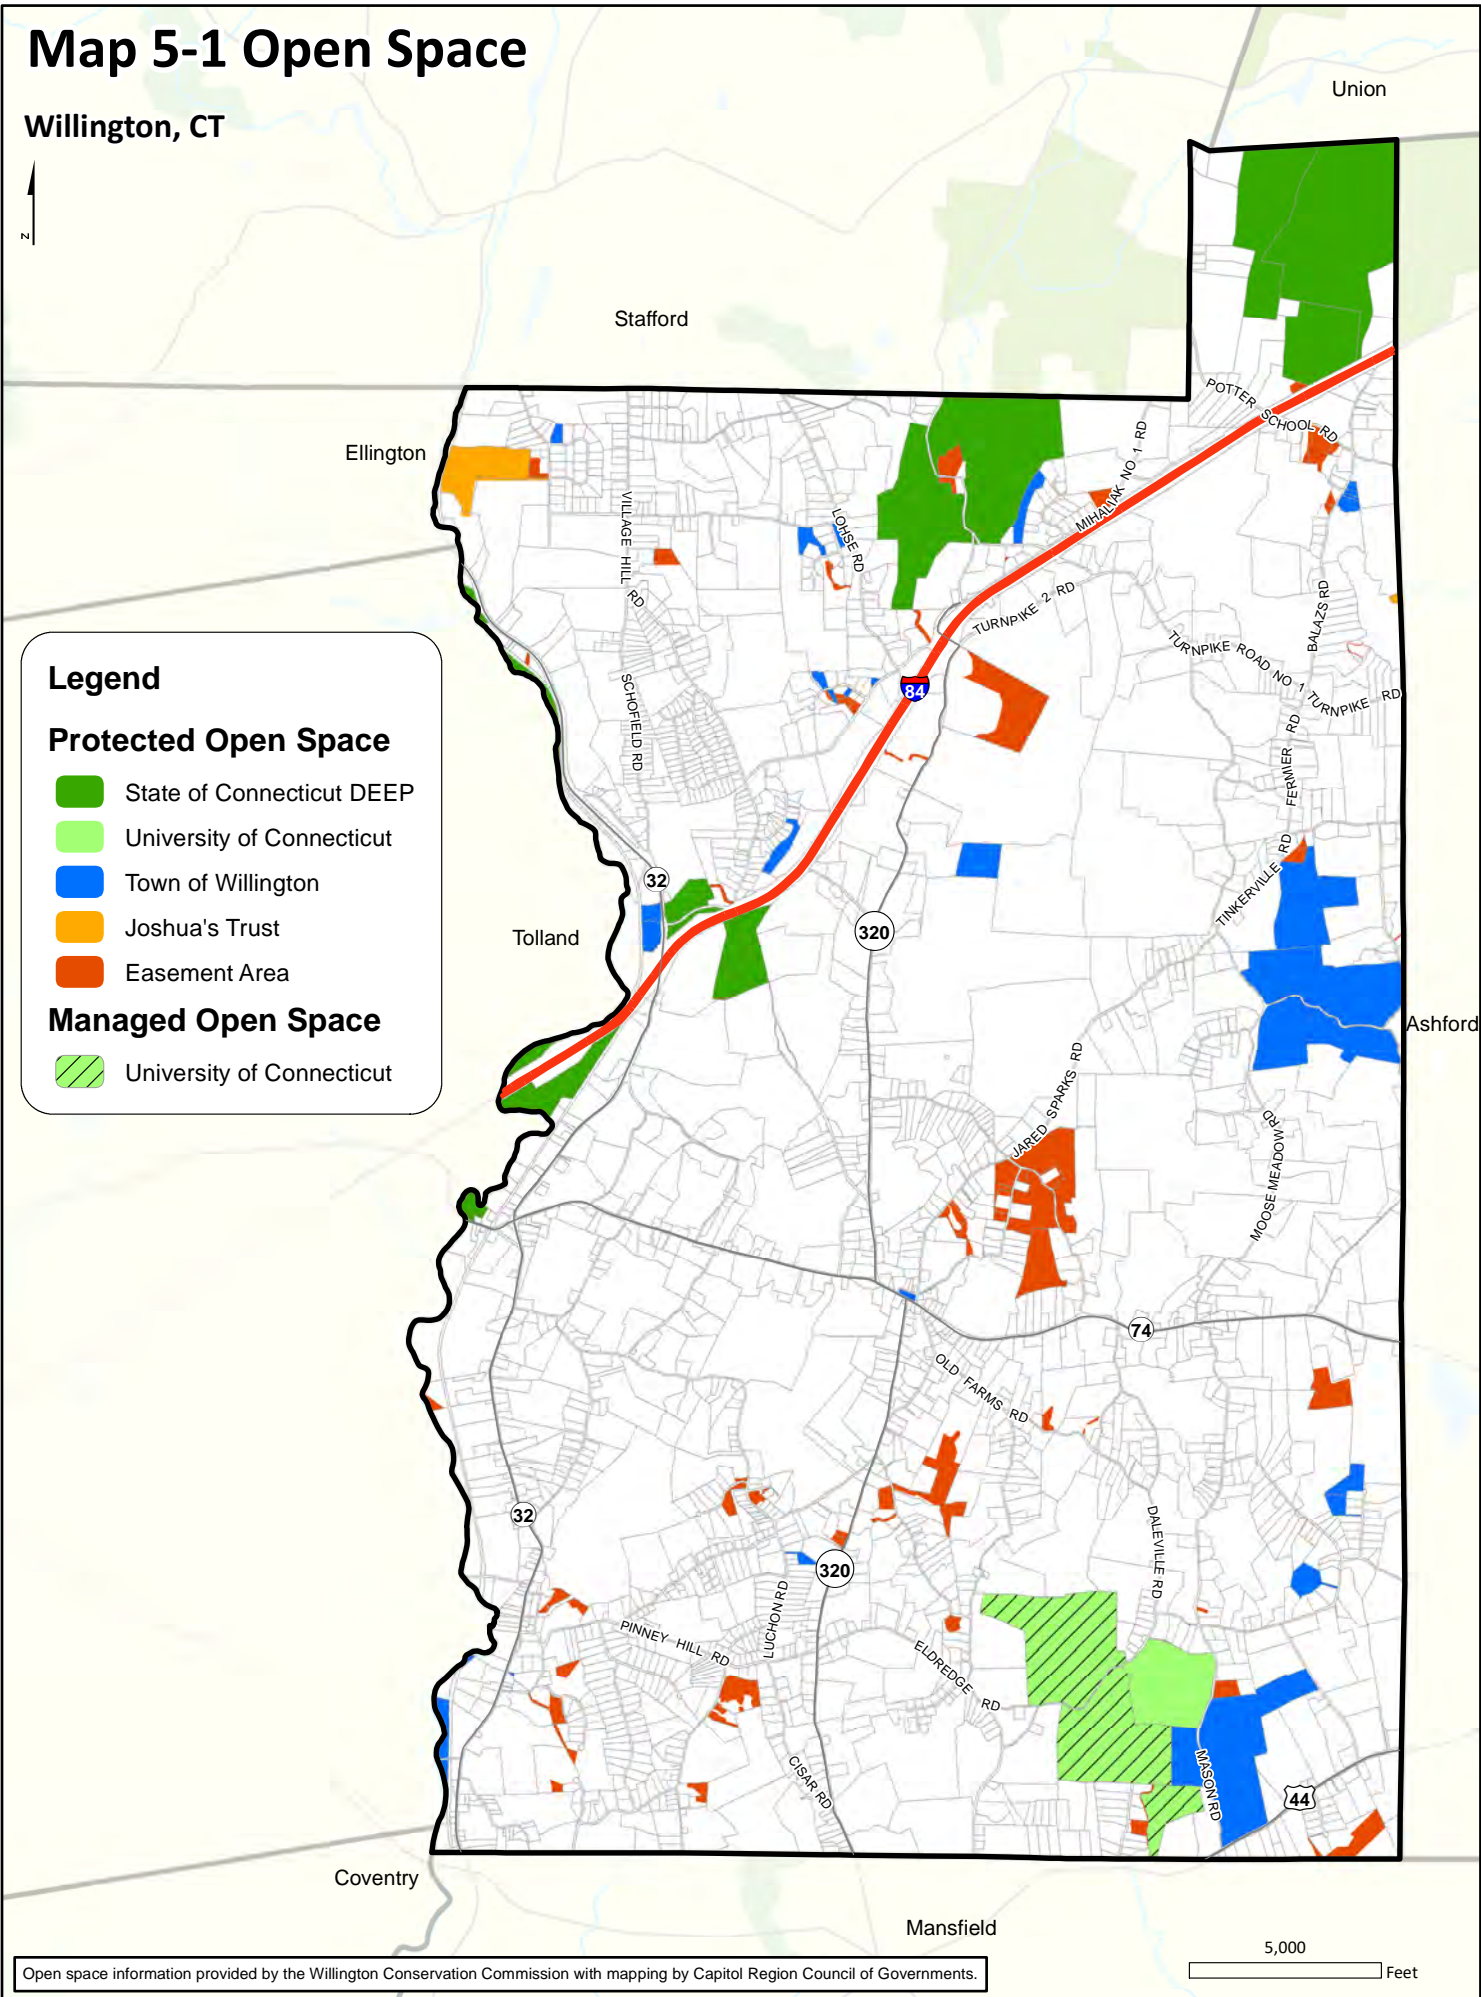 Map 5-1 Open Space
Willington, CT
Z
Union
Stafford
Ellington
POTTER SCHOOL RD
MIHALIAK NO 1 RD
LOHSE RD
VILLAGE HILL RD
TURNPIKE 2 RD
BALAZS RD
TURNPIKE ROAD NO 1
TURNPIKE RD
SCHOFIELD RD
84
FERMIER RD
Legend
Protected Open Space
State of Connecticut DEEP
University of Connecticut
Town of Willington
Joshua's Trust
Easement Area
Managed Open Space
University of Connecticut
32
TINKERVILLE RD
320
Tolland
Ashford
JARED SPARKS RD
MOOSE MEADOW RD
74
OLD FARMS RD
32
DALEVILLE RD
320
LUCHON RD
PINNEY HILL RD
ELDREDGE RD
CISAR RD
MASON RD
44
Coventry
Mansfield
5,000
Feet
Open space information provided by the Willington Conservation Commission with mapping by Capitol Region Council of Governments.